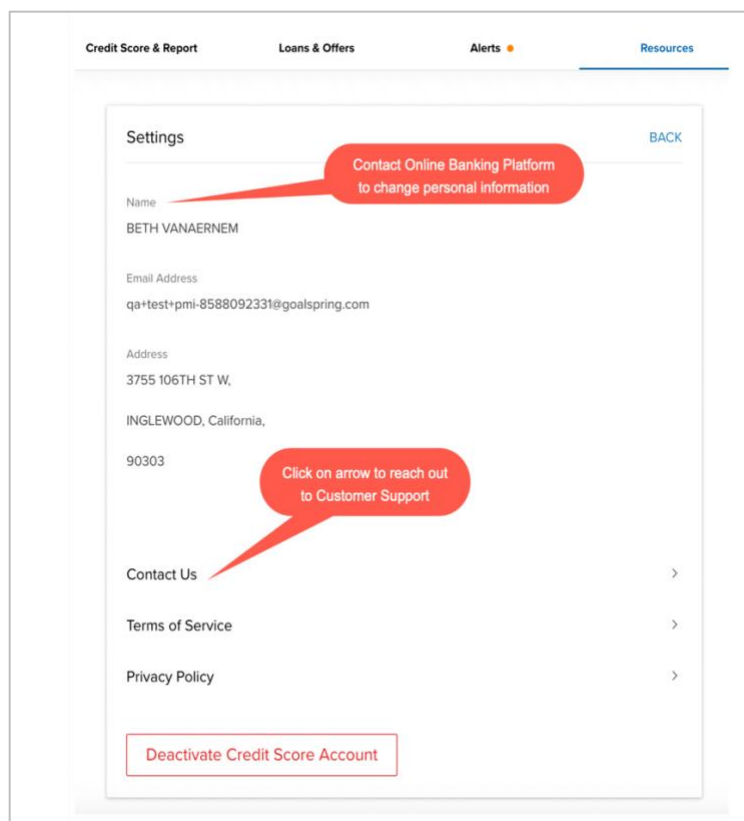 Credit Score & Report Loans & Offers Alerts Resources
Settings BACK
Contact Online Banking Platform
to change personal information
Name
BETH VANAERNEM
Email Address
qa+test+pmi-8588092331@goalspring.com
Address
3755 106TH ST W,
INGLEWOOD, California,
90303
Click on arrow to reach out
to Customer Support
Contact Us
Terms of Service
Privacy Policy
Deactivate Credit Score Account